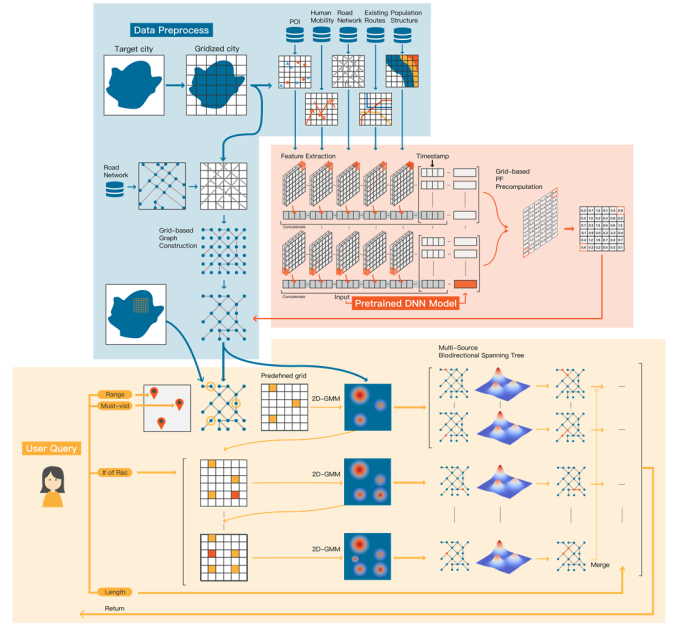 Data Preprocess
Target city
Gridized city
POI
Human
Mobility
Road
Network
Existing
Routes
Population
Structure
Road
Network
Grid-based
Graph
Construction
Feature Extraction
Timestamp
Grid-based
PF
Precomputation
Concatenate
Concatenate
Input
Pretrained DNN Model
Multi-Source
Biodirectional Spanning Tree
Predefined grid
2D-GMM
Range
Must-vist
User Query
# of Rec
2D-GMM
2D-GMM
Merge
Length
Return